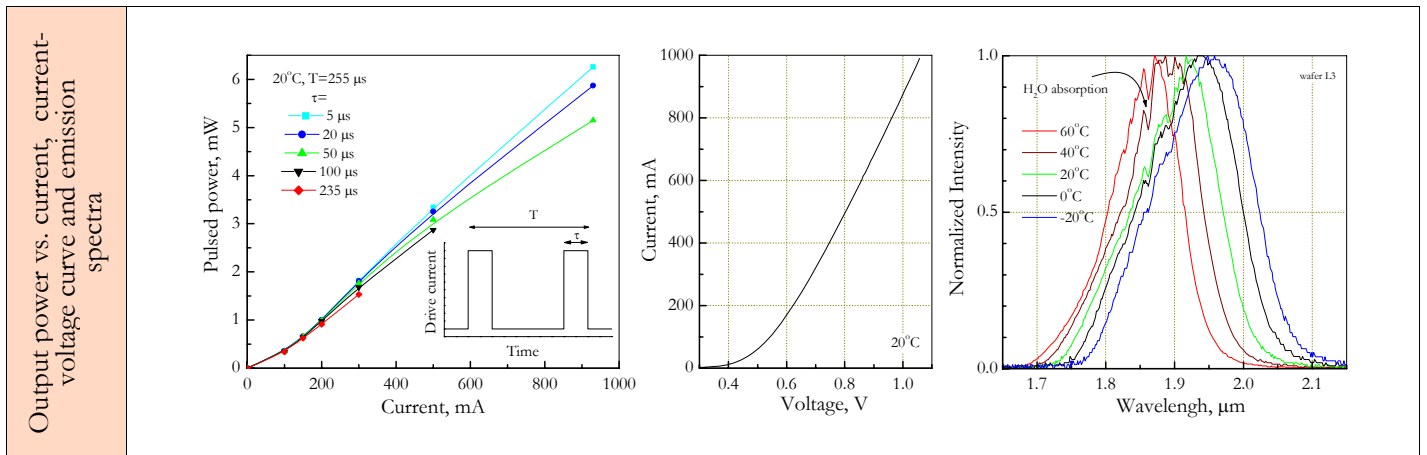 Output power vs. current, current-
voltage curve and emission
spectra
Pulsed power, mW
6
5
4
3
2
1
0
20°C, T=255 μs
τ=
5 μs
20 μs
50 μs
100 μs
235 μs
T
τ
Drive current
Time
0 200 400 600 800 1000
Current, mA
Current, mA
1000
800
600
400
200
0
20°C
0.4 0.6 0.8 1.0
Voltage, V
Normalized Intensity
1.0
0.5
0.0
wafer L3
H₂O absorption
60°C
40°C
20°C
0°C
-20°C
1.7 1.8 1.9 2.0 2.1
Wavelengh, μm